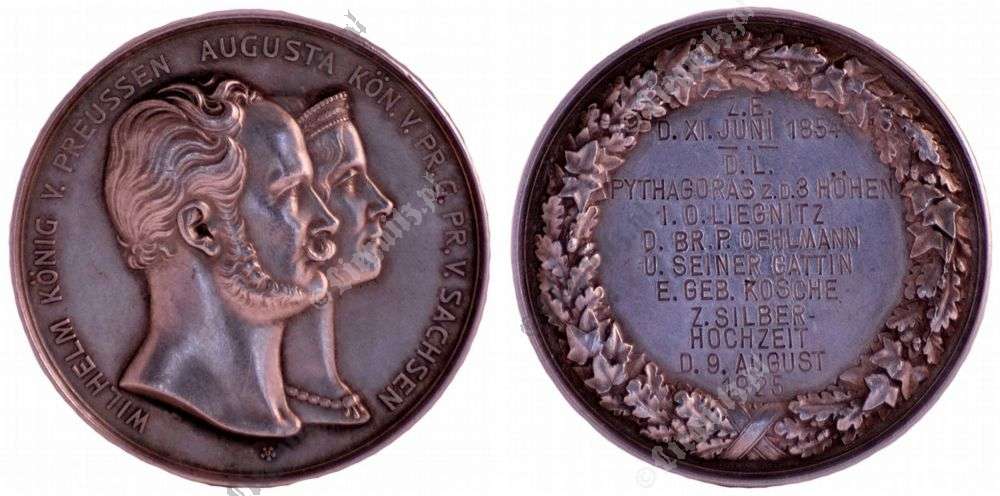 WILHELM KÖNIG V. PREUSSEN AUGUSTA KÖN. V. PR. G. PR. V. SACHSEN
Z. E.
D. XI. JUNI 1854
D. L.
PYTHAGORAS Z. D. 3 HÖHEN
I. O. LIEGNITZ
D. BR. P. OEHLMANN
U. SEINER GATTIN
E. GEB. KOSCHE
Z. SILBER-
HOCHZEIT
D. 9. AUGUST
1925